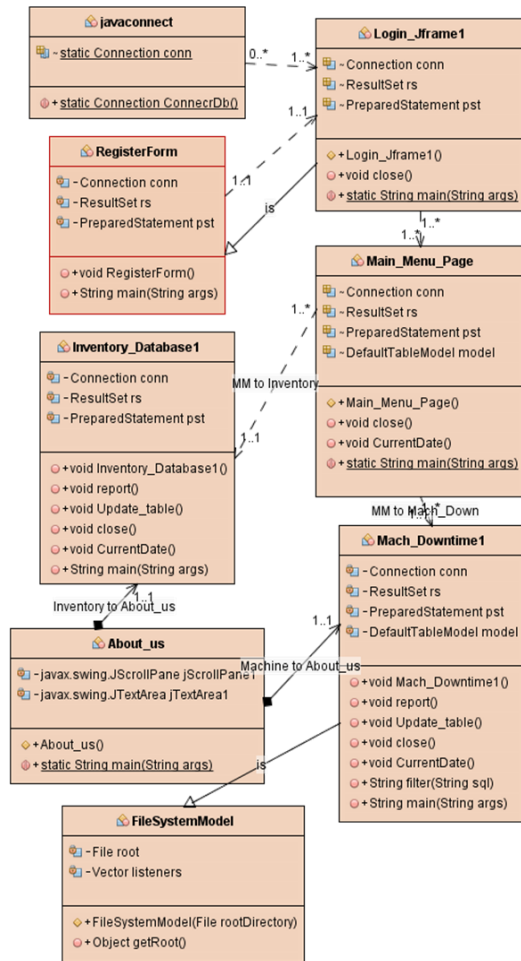 javaconnect
-static Connection conn
+static Connection ConnecrDb()
0..*
1..*
Login_Jframe1
-Connection conn
-ResultSet rs
-PreparedStatement pst
+Login_Jframe1()
+void close()
+static String main(String args)
1..1
RegisterForm
-Connection conn
-ResultSet rs
-PreparedStatement pst
+void RegisterForm()
+String main(String args)
1..1
is
1..*
1..*
Main_Menu_Page
-Connection conn
-ResultSet rs
-PreparedStatement pst
-DefaultTableModel model
+Main_Menu_Page()
+void close()
+void CurrentDate()
+static String main(String args)
1..*
MM to Inventory
1..1
Inventory_Database1
-Connection conn
-ResultSet rs
-PreparedStatement pst
+void Inventory_Database1()
+void report()
+void Update_table()
+void close()
+void CurrentDate()
+String main(String args)
MM to Mach_Down
Mach_Downtime1
-Connection conn
-ResultSet rs
-PreparedStatement pst
-DefaultTableModel model
+void Mach_Downtime1()
+void report()
+void Update_table()
+void close()
+void CurrentDate()
+String filter(String sql)
+String main(String args)
1..1
Inventory to About_us
About_us
-javax.swing.JScrollPane jScrollPane1
-javax.swing.JTextArea jTextArea1
+About_us()
+static String main(String args)
1..1
Machine to About_us
is
FileSystemModel
-File root
-Vector listeners
+FileSystemModel(File rootDirectory)
+Object getRoot()